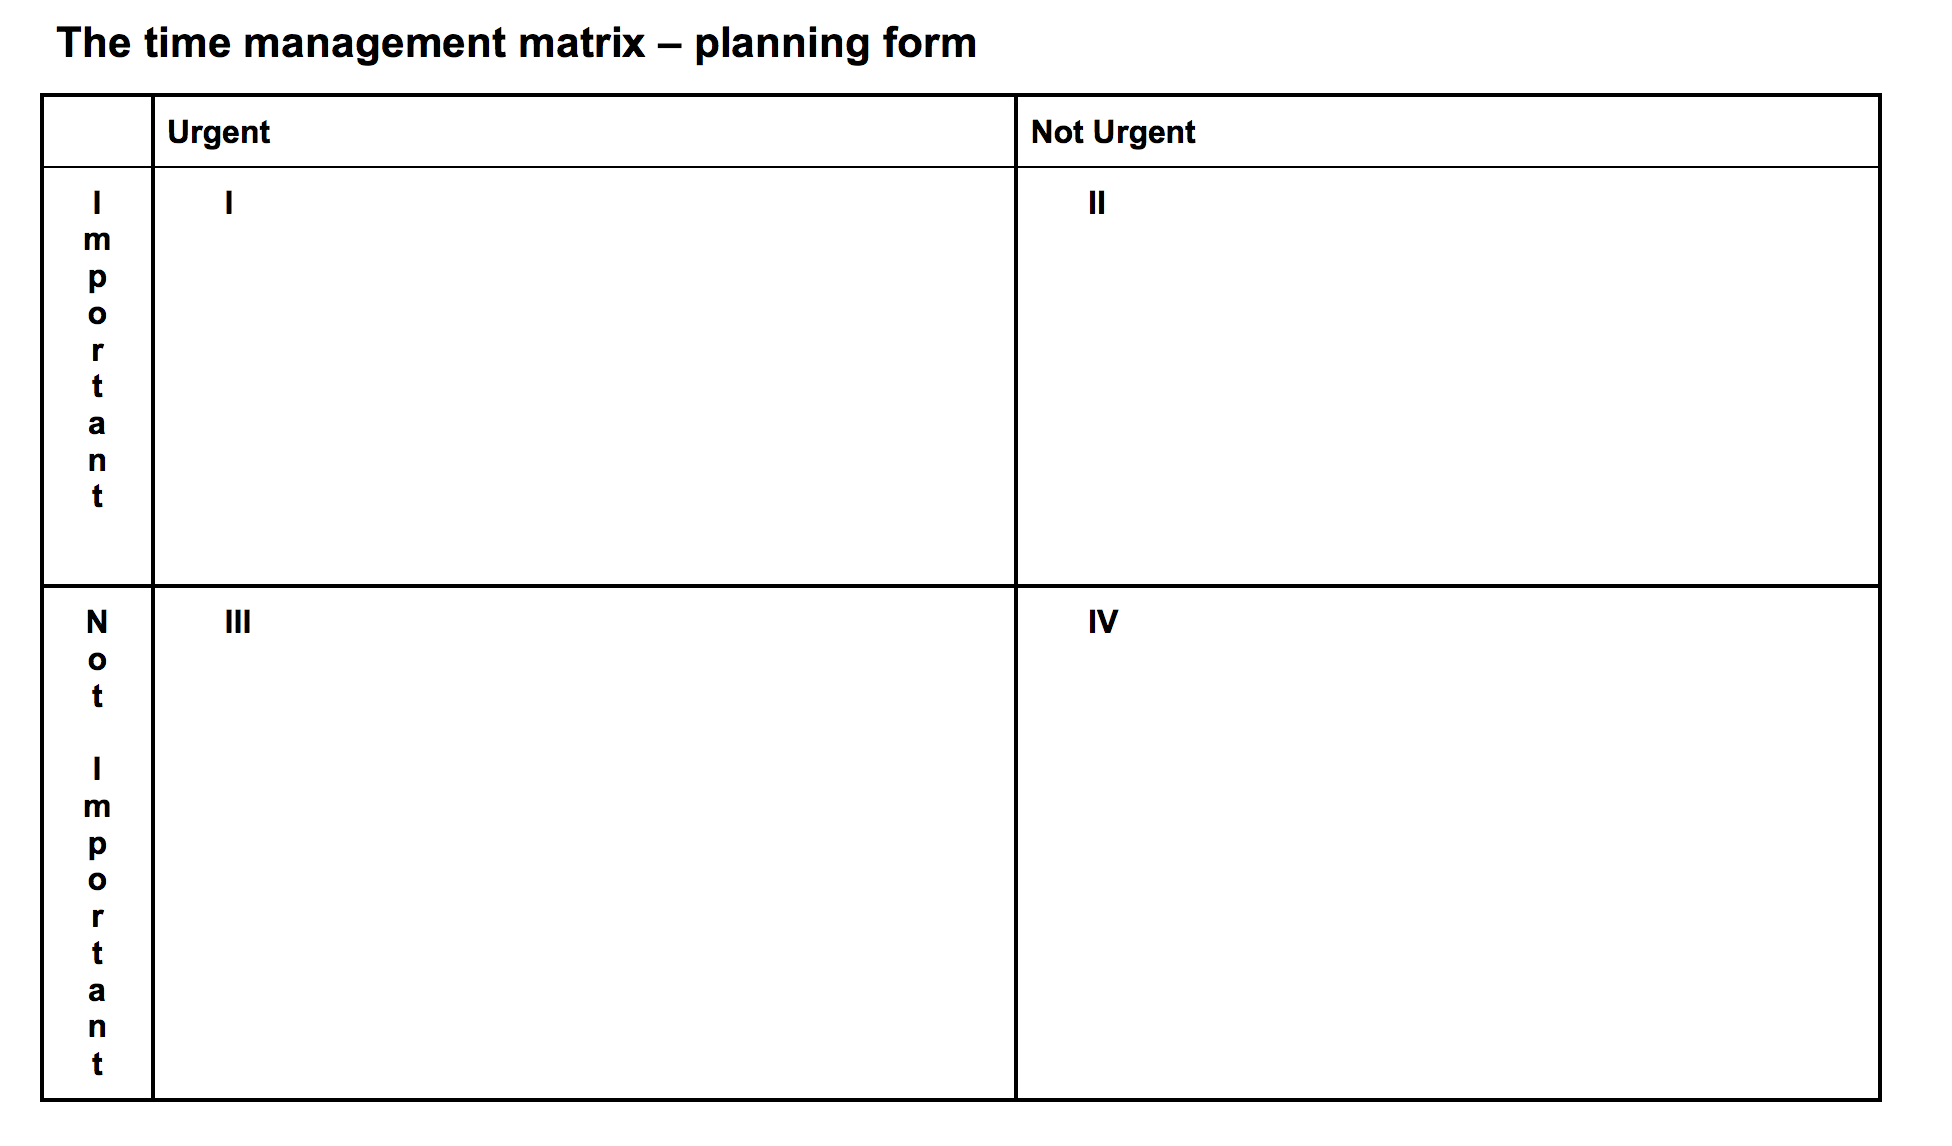 The time management matrix – planning form
Urgent
Not Urgent
Important
I
II
Not Important
III
IV